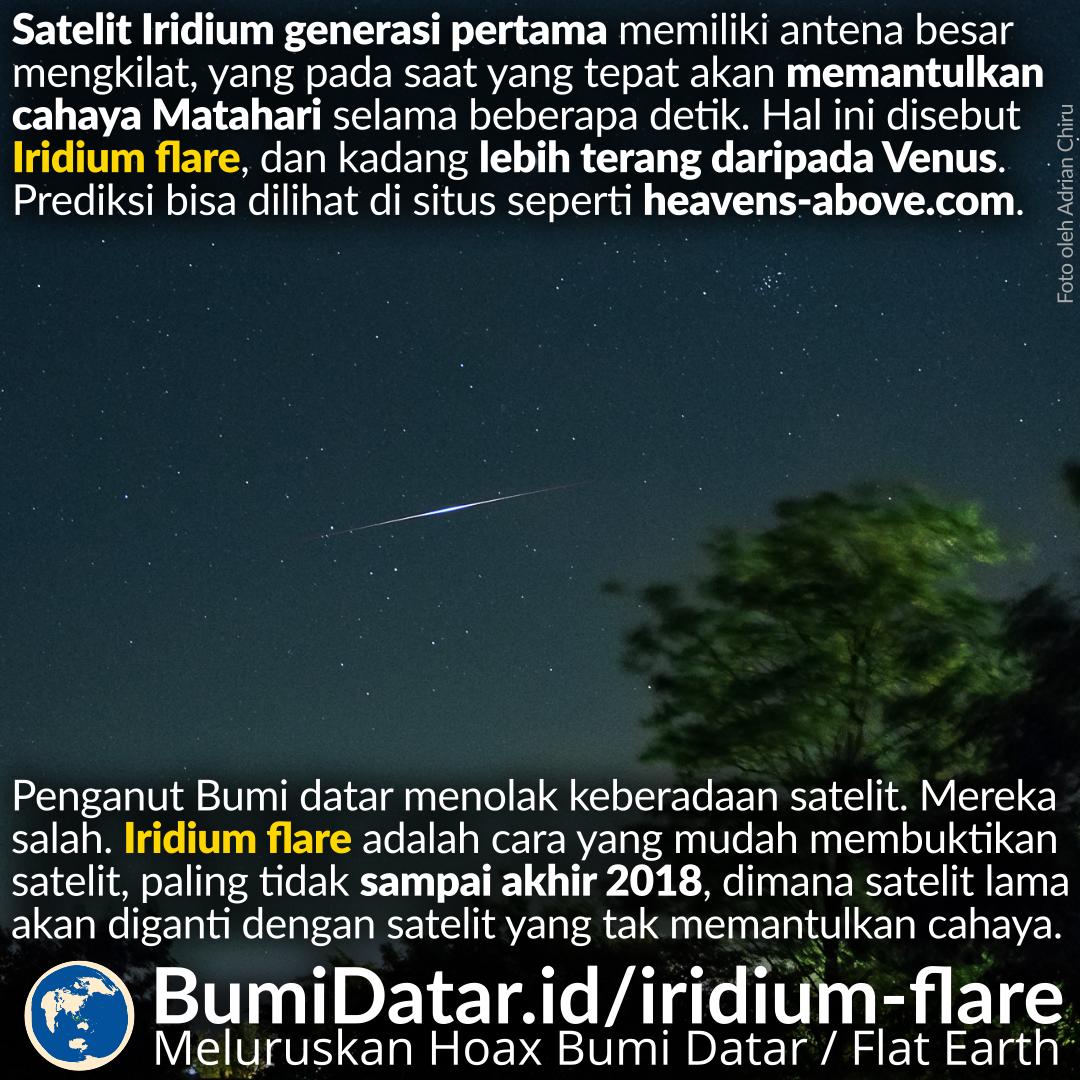 Satelit Iridium generasi pertama memiliki antena besar
mengkilat, yang pada saat yang tepat akan memantulkan
cahaya Matahari selama beberapa detik. Hal ini disebut
Iridium flare, dan kadang lebih terang daripada Venus.
Prediksi bisa dilihat di situs seperti heavens-above.com.
Foto oleh Adrian Chiru
Penganut Bumi datar menolak keberadaan satelit. Mereka
salah. Iridium flare adalah cara yang mudah membuktikan
satelit, paling tidak sampai akhir 2018, dimana satelit lama
akan diganti dengan satelit yang tak memantulkan cahaya.
BumiDatar.id/iridium-flare
Meluruskan Hoax Bumi Datar / Flat Earth